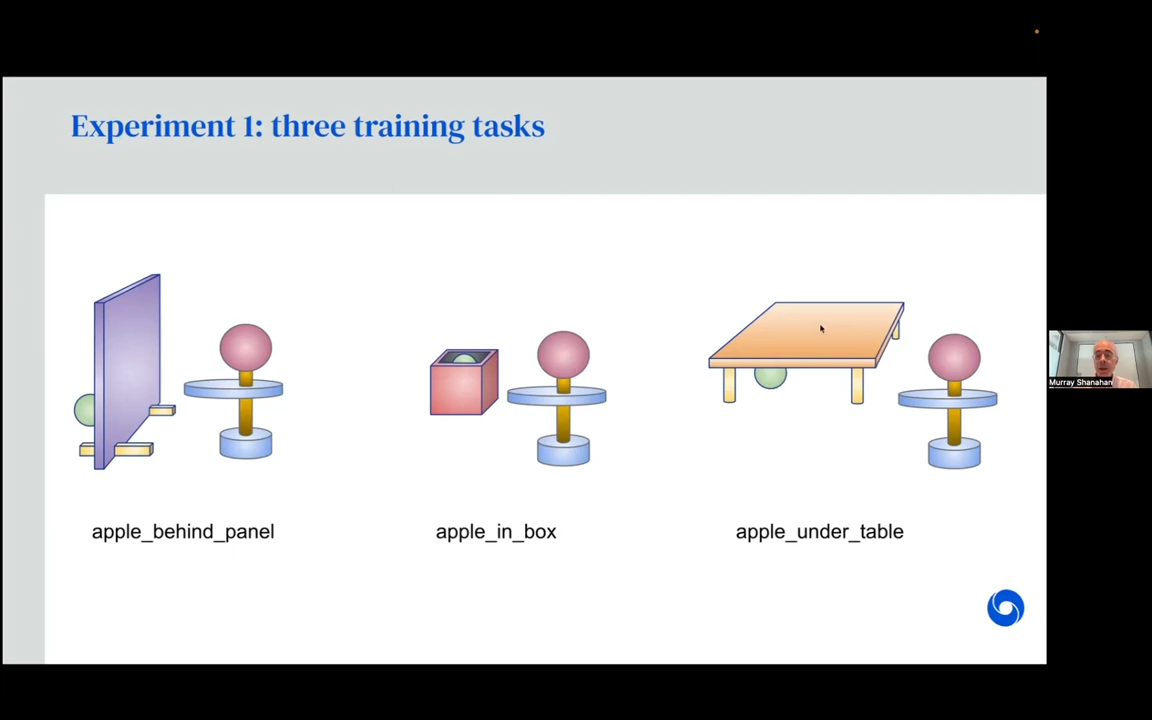 Experiment 1: three training tasks
apple_behind_panel
apple_in_box
apple_under_table
Murray Shanahan